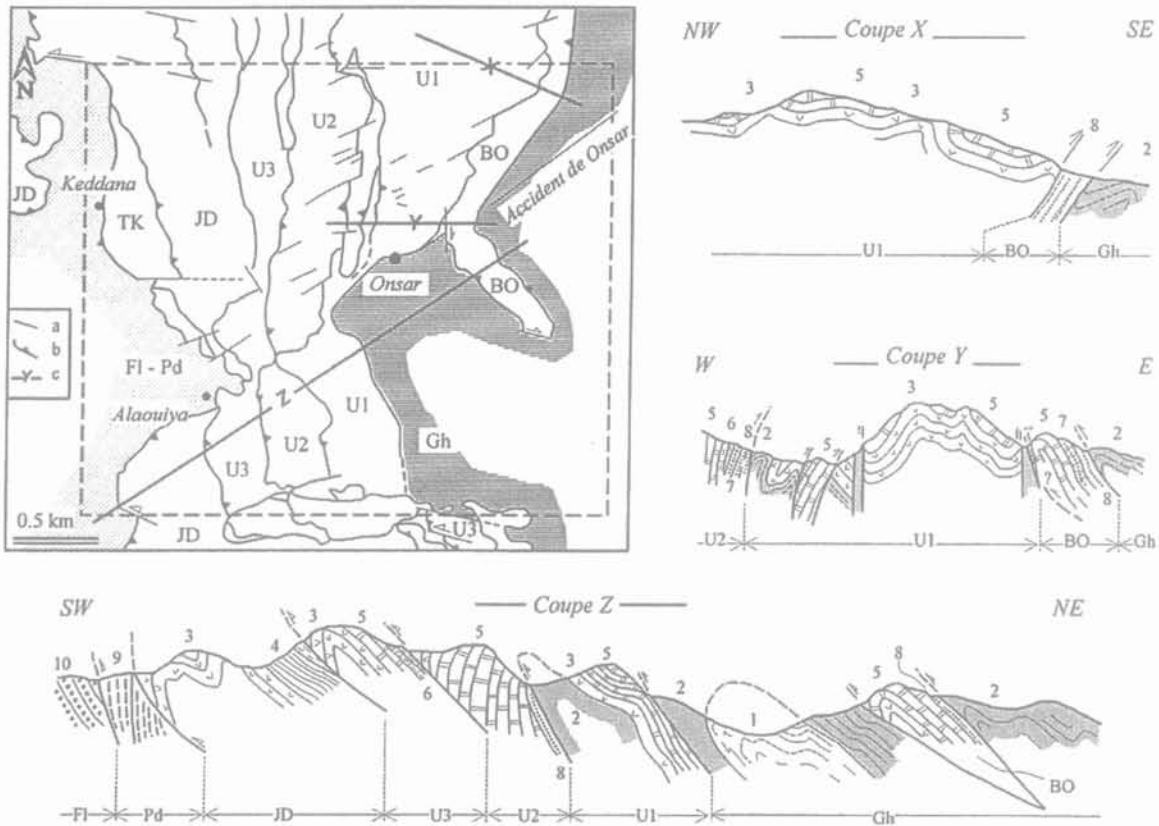 N
U1
U2
U3
BO
JD
Keddana
TK
JD
Accident de Onsar
Y
Onsar
BO
a
b
c
Fl - Pd
Alaouiya
Z
U1
U2
U3
Gh
0.5 km
JD
U3
NW Coupe X SE
3 5 3 5 8 2
U1 BO Gh
W Coupe Y E
5 6 8 2 5 4 3 5 5 7 2
7 7 8
U2 U1 BO Gh
SW Coupe Z NE
10 9 3 4 3 5 6 5 8 3 5 2 2 1 5 8 2
BO
Fl Pd JD U3 U2 U1 Gh